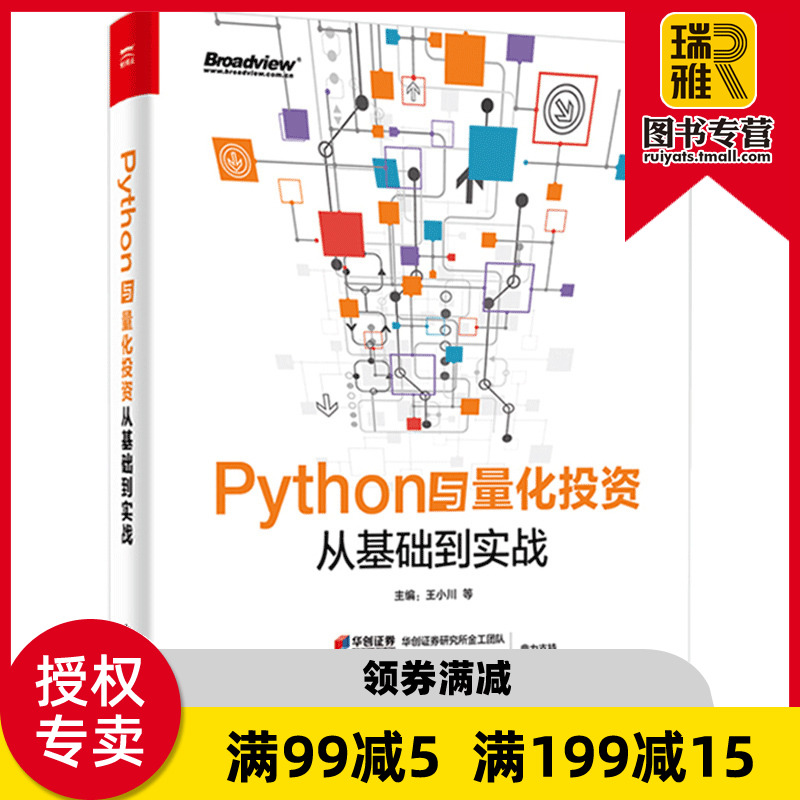 Broadview®
www.broadview.com.cn
瑞雅
图书专营
ruiyats.tmall.com
Python与量化投资
从基础到实战
Python与量化投资
从基础到实战
主编：王小川 等
华创证券
华创证券研究所金工团队
鼎力支持
领券满减
授权
专卖
满99减5 满199减15